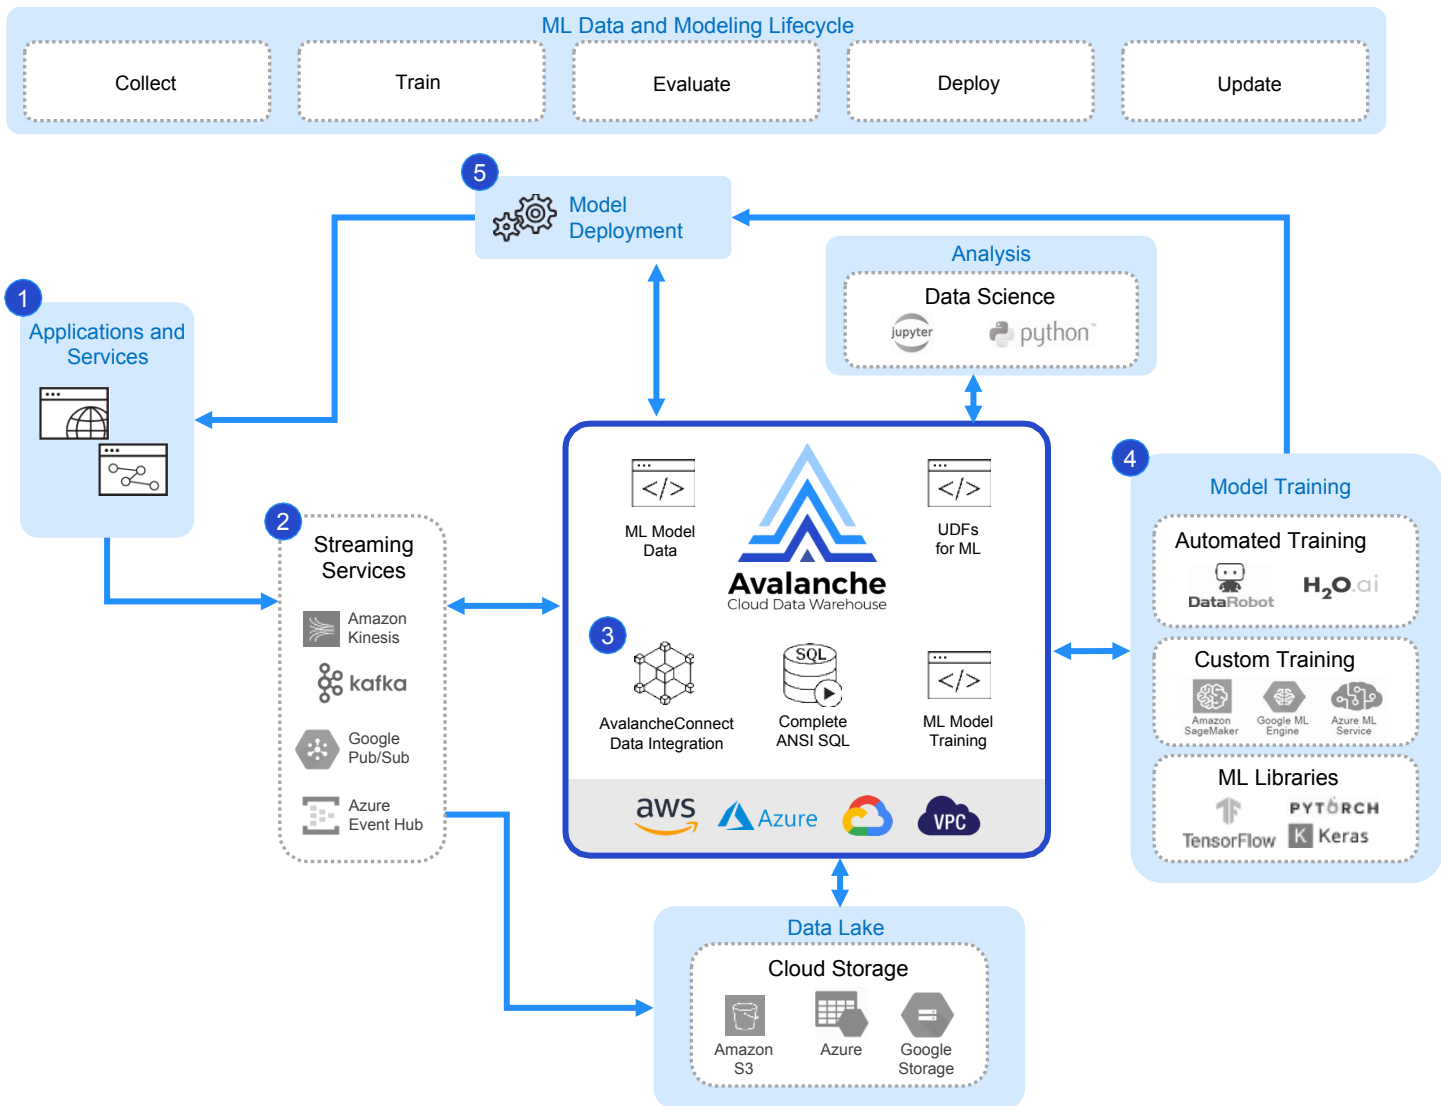 ML Data and Modeling Lifecycle
Collect
Train
Evaluate
Deploy
Update
5
Model
Deployment
Analysis
Data Science
jupyter
python™
1
Applications and
Services
2
Streaming
Services
Amazon
Kinesis
kafka
Google
Pub/Sub
Azure
Event Hub
</>
ML Model
Data
Avalanche
Cloud Data Warehouse
</>
UDFs
for ML
3
AvalancheConnect
Data Integration
SQL
Complete
ANSI SQL
</>
ML Model
Training
aws
Azure
VPC
4
Model Training
Automated Training
DataRobot
H2O.ai
Custom Training
Amazon
SageMaker
Google ML
Engine
Azure ML
Service
ML Libraries
TensorFlow
PYTORCH
K Keras
Data Lake
Cloud Storage
Amazon
S3
Azure
Google
Storage